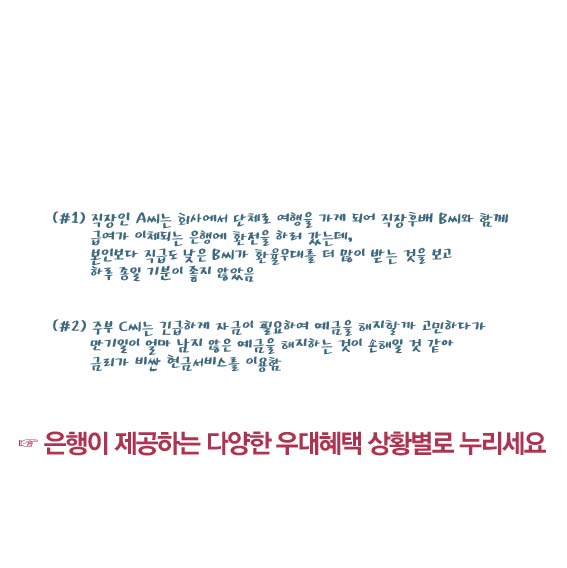 (#1) 직장인 A씨는 회사에서 단체로 여행을 가게 되어 직장후배 B씨와 함께
급여가 이체되는 은행에 환전을 하러 갔는데,
본인보다 직급도 낮은 B씨가 환율우대를 더 많이 받는 것을 보고
하루 종일 기분이 좋지 않았음
(#2) 주부 C씨는 긴급하게 자금이 필요하여 예금을 해지할까 고민하다가
만기일이 얼마 남지 않은 예금을 해지하는 것이 손해일 것 같아
금리가 비싼 현금서비스를 이용함
☞ 은행이 제공하는 다양한 우대혜택 상황별로 누리세요